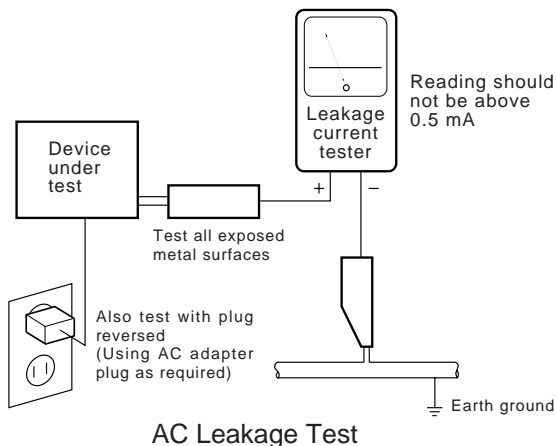 Reading should
not be above
0.5 mA
Leakage
current
tester
Device
under
test
+ −
Test all exposed
metal surfaces
Also test with plug
reversed
(Using AC adapter
plug as required)
Earth ground
AC Leakage Test